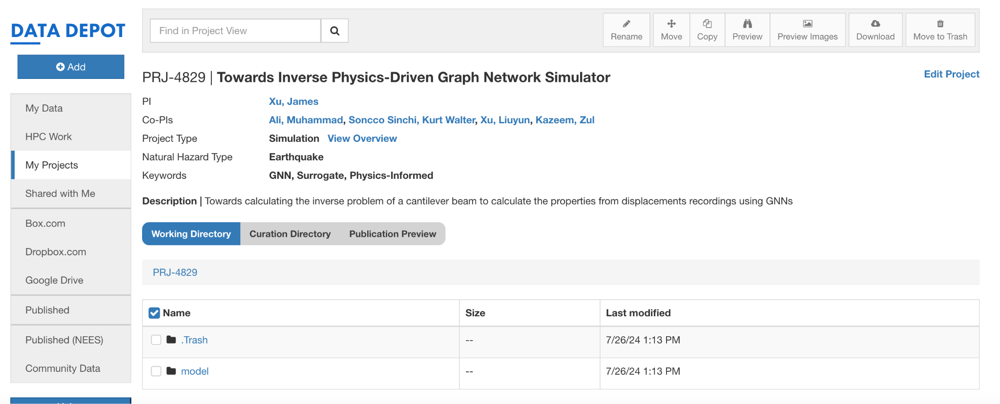 DATA DEPOT
Add
My Data
HPC Work
My Projects
Shared with Me
Box.com
Dropbox.com
Google Drive
Published
Published (NEES)
Community Data
Find in Project View
Rename
Move
Copy
Preview
Preview Images
Download
Move to Trash
PRJ-4829 | Towards Inverse Physics-Driven Graph Network Simulator
Edit Project
PI Xu, James
Co-PIs Ali, Muhammad, Soncco Sinchi, Kurt Walter, Xu, Liuyun, Kazeem, Zul
Project Type Simulation View Overview
Natural Hazard Type Earthquake
Keywords GNN, Surrogate, Physics-Informed
Description | Towards calculating the inverse problem of a cantilever beam to calculate the properties from displacements recordings using GNNs
Working Directory Curation Directory Publication Preview
PRJ-4829
Name Size Last modified
.Trash -- 7/26/24 1:13 PM
model -- 7/26/24 1:13 PM